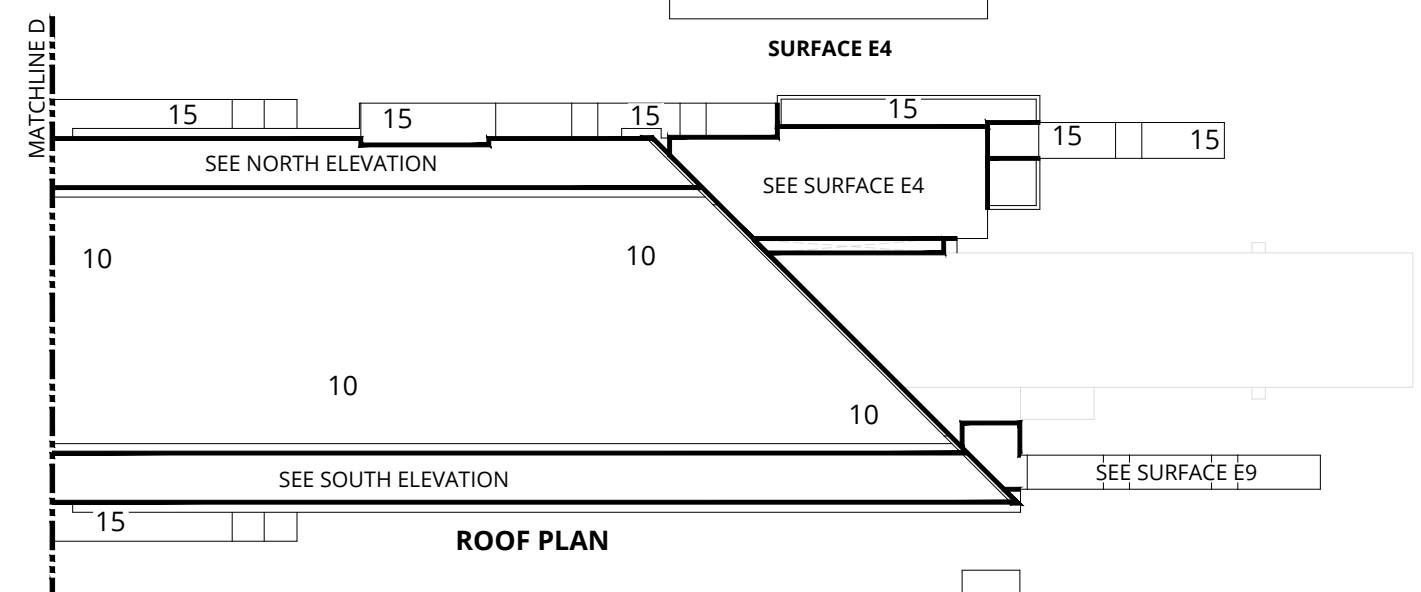 MATCHLINE D
SURFACE E4
15
15
15
15
15
15
SEE NORTH ELEVATION
SEE SURFACE E4
10
10
10
10
SEE SOUTH ELEVATION
SEE SURFACE E9
15
ROOF PLAN